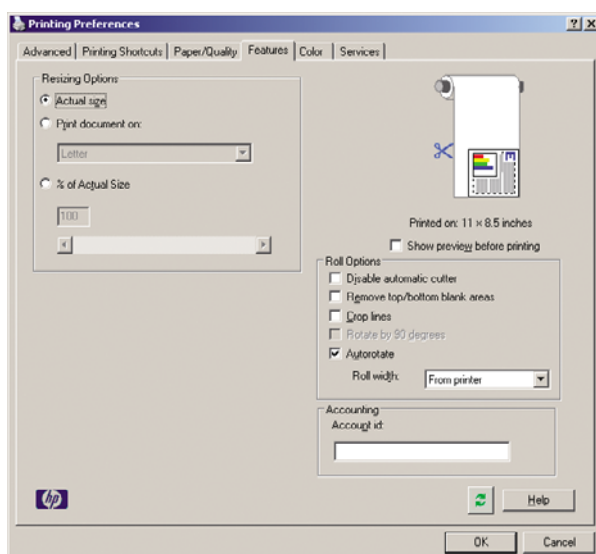 Printing Preferences
Advanced
Printing Shortcuts
Paper/Quality
Features
Color
Services
Resizing Options
Actual size
Print document on:
Letter
% of Actual Size
100
Printed on: 11 × 8.5 inches
Show preview before printing
Roll Options
Disable automatic cutter
Remove top/bottom blank areas
Crop lines
Rotate by 90 degrees
Autorotate
Roll width:
From printer
Accounting
Account id:
hp
Help
OK
Cancel